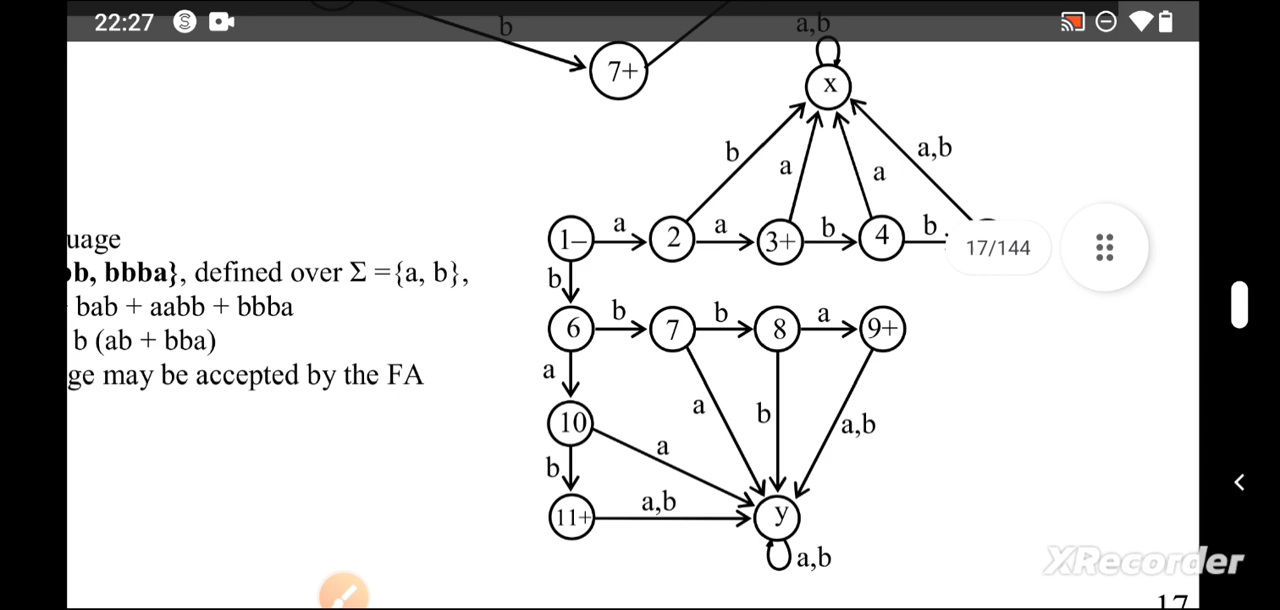 22:27
b
a,b
7+
x
b
a
a
a,b
1–
a
2
a
3+
b
4
b
17/144
uage
b, bbba}, defined over Σ ={a, b},
bab + aabb + bbba
b (ab + bba)
ge may be accepted by the FA
b
6
b
7
b
8
a
9+
a
10
a
a
b
a,b
b
11+
a,b
y
a,b
XRecorder
17